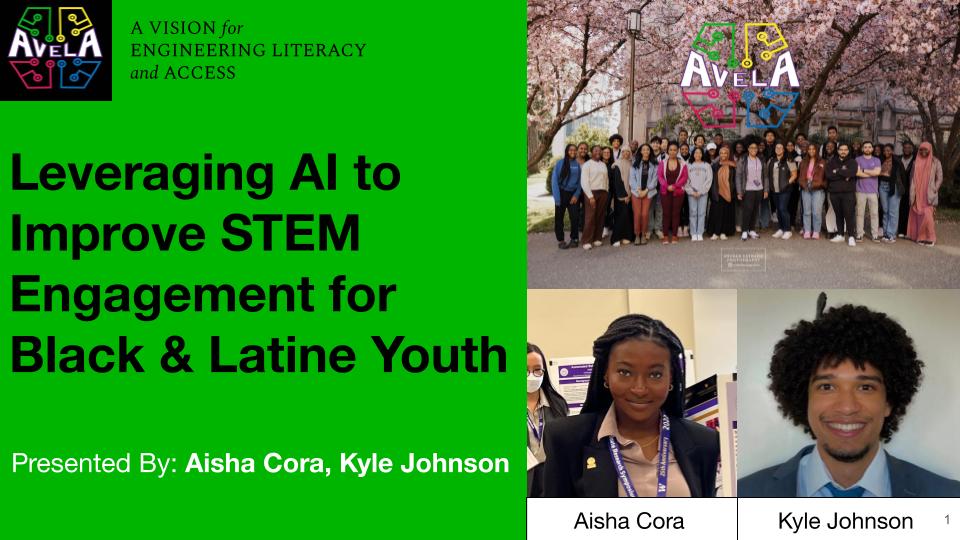 AVELA
A VISION for
ENGINEERING LITERACY
and ACCESS
AVELA
Leveraging AI to
Improve STEM
Engagement for
Black & Latine Youth
Presented By: Aisha Cora, Kyle Johnson
Aisha Cora
Kyle Johnson
1